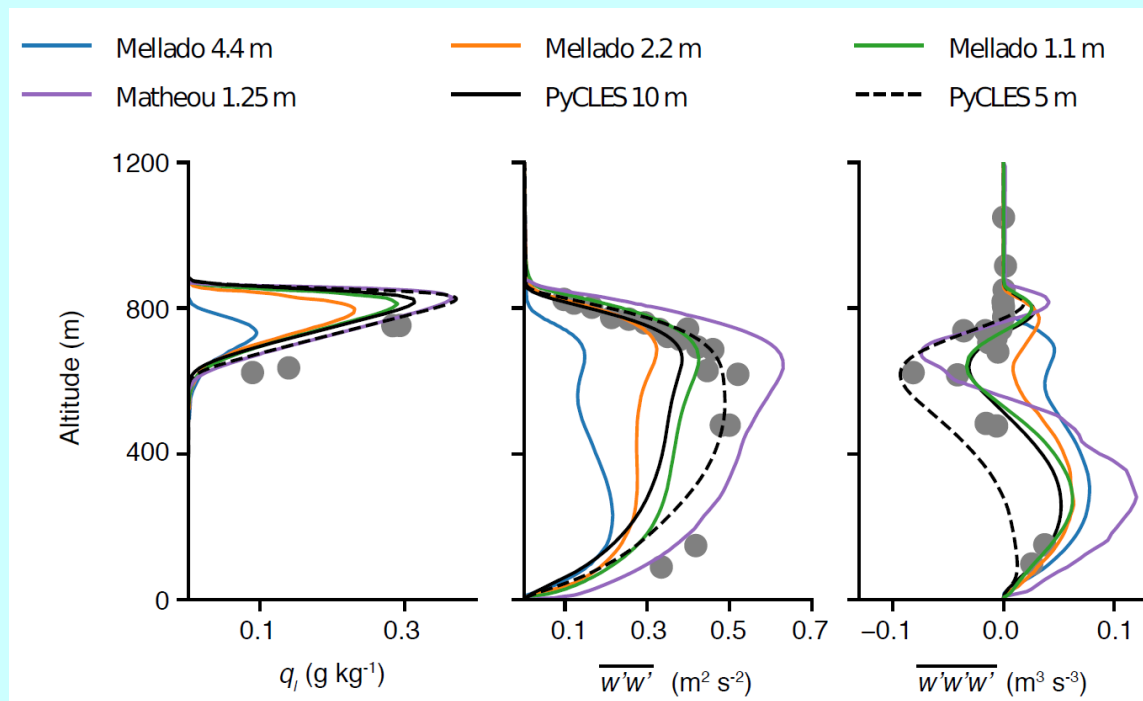 Mellado 4.4 m Mellado 2.2 m Mellado 1.1 m
Matheou 1.25 m PyCLES 10 m PyCLES 5 m
1200
800
400
0
Altitude (m)
0.1 0.3 0.1 0.3 0.5 0.7 −0.1 0.0 0.1
qₗ (g kg⁻¹) w'w' (m² s⁻²) w'w'w' (m³ s⁻³)